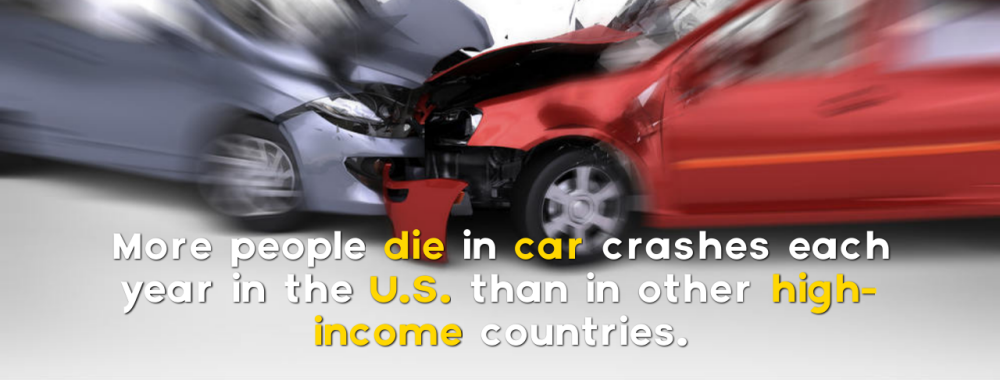 More people die in car crashes each
year in the U.S. than in other high-
income countries.